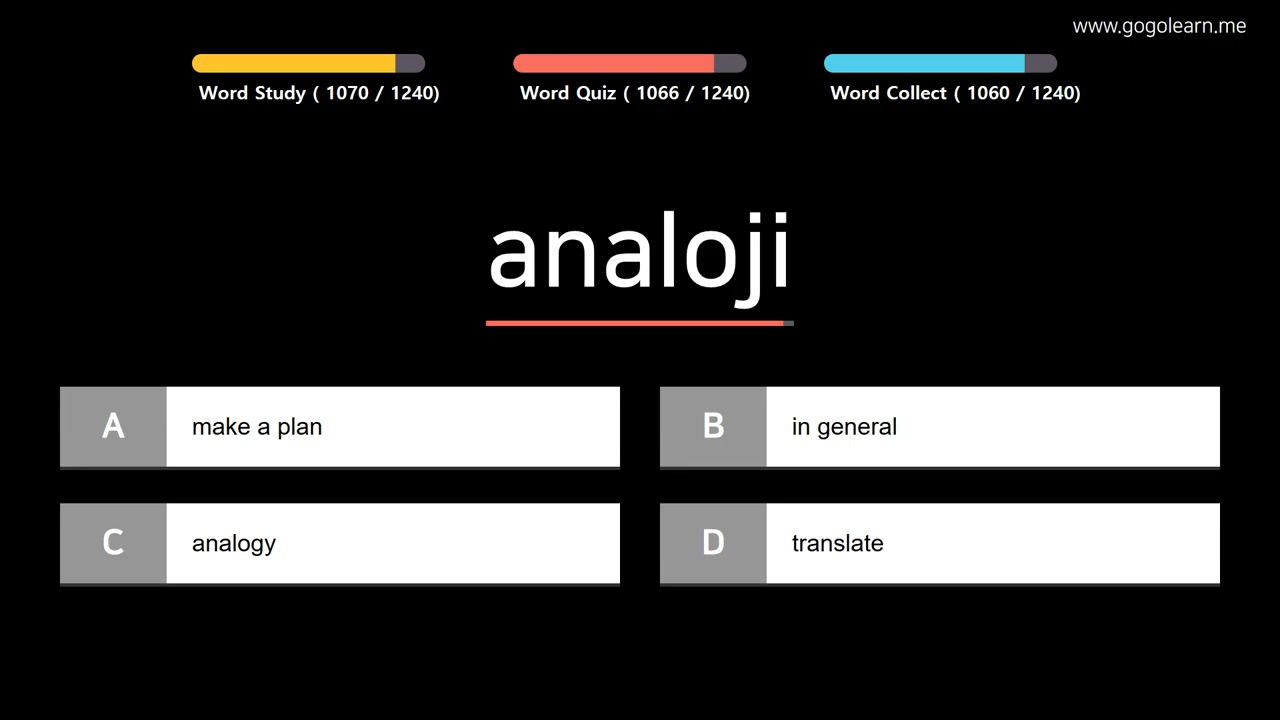 www.gogolearn.me
Word Study ( 1070 / 1240)
Word Quiz ( 1066 / 1240)
Word Collect ( 1060 / 1240)
analoji
A
make a plan
B
in general
C
analogy
D
translate